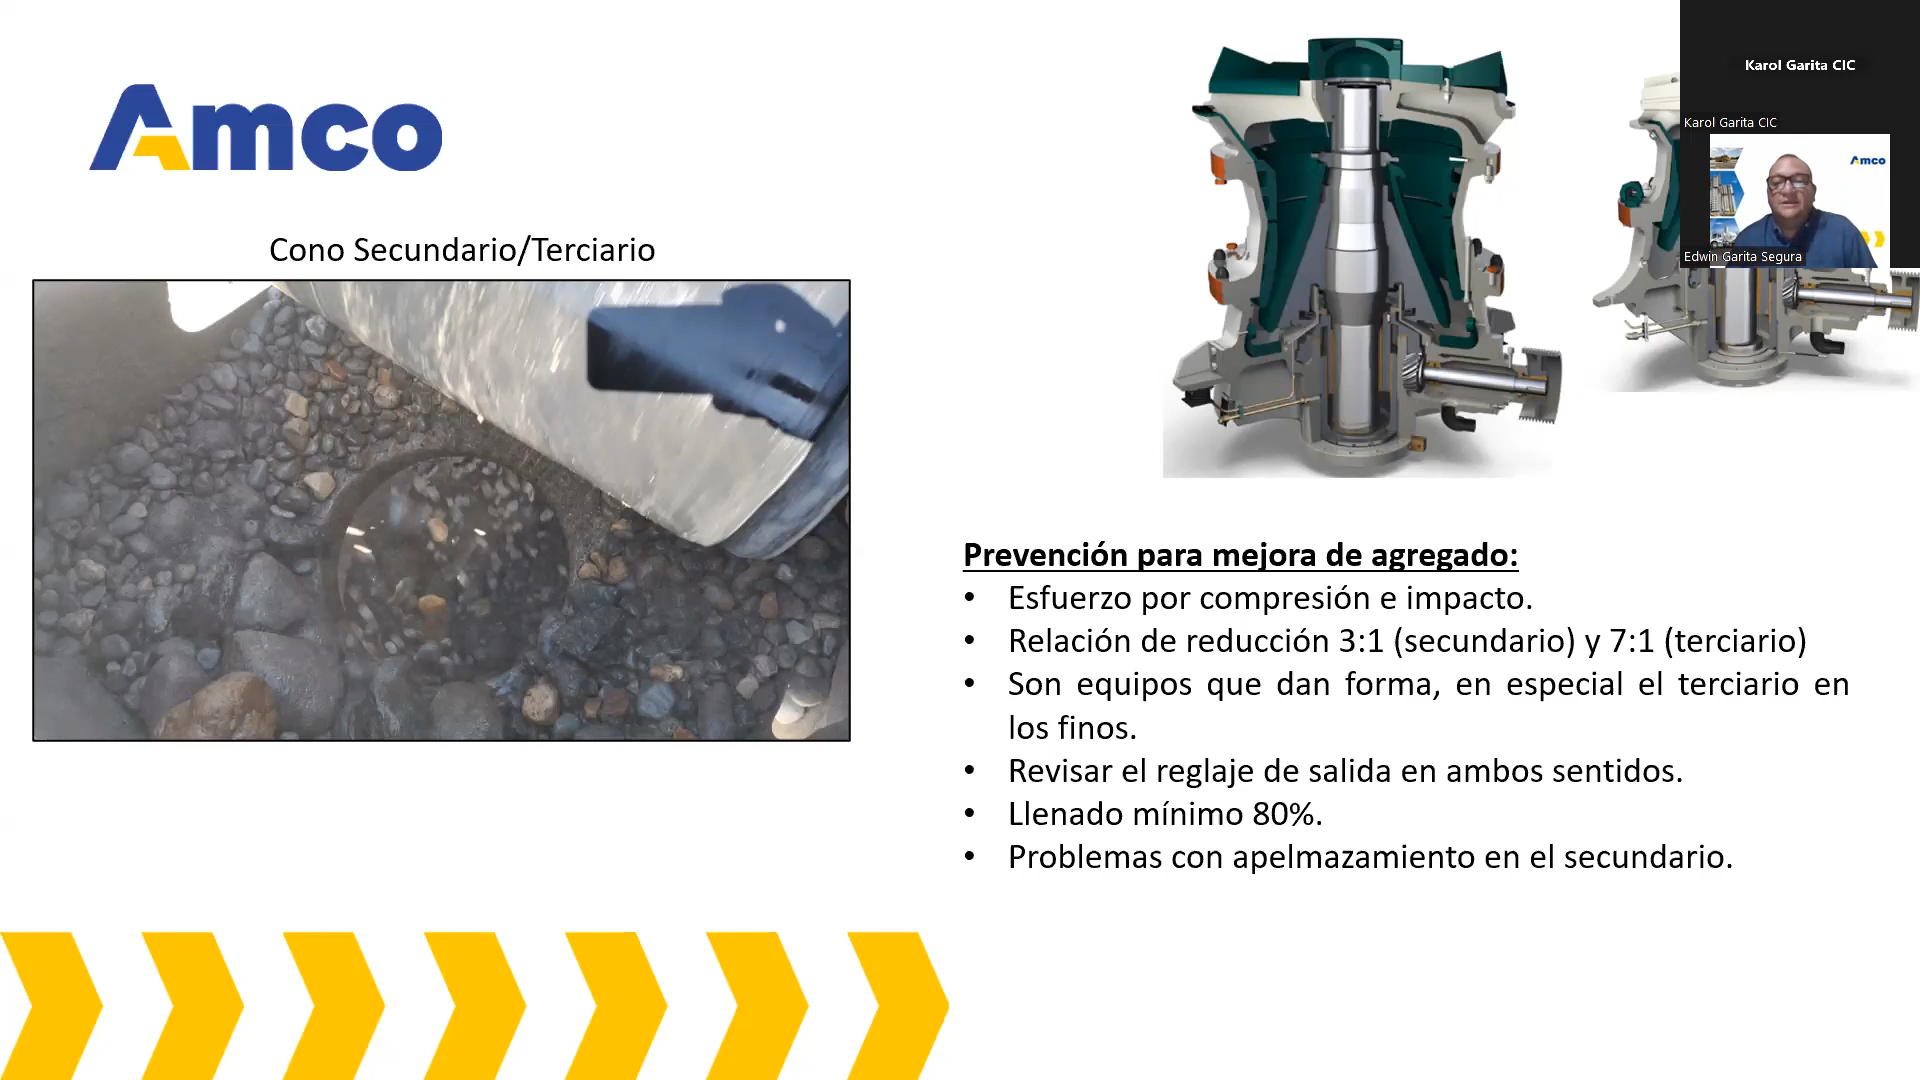 Amco
Cono Secundario/Terciario
Karol Garita CIC
Karol Garita CIC
Amco
Edwin Garita Segura
Prevención para mejora de agregado:
• Esfuerzo por compresión e impacto.
• Relación de reducción 3:1 (secundario) y 7:1 (terciario)
• Son equipos que dan forma, en especial el terciario en
los finos.
• Revisar el reglaje de salida en ambos sentidos.
• Llenado mínimo 80%.
• Problemas con apelmazamiento en el secundario.